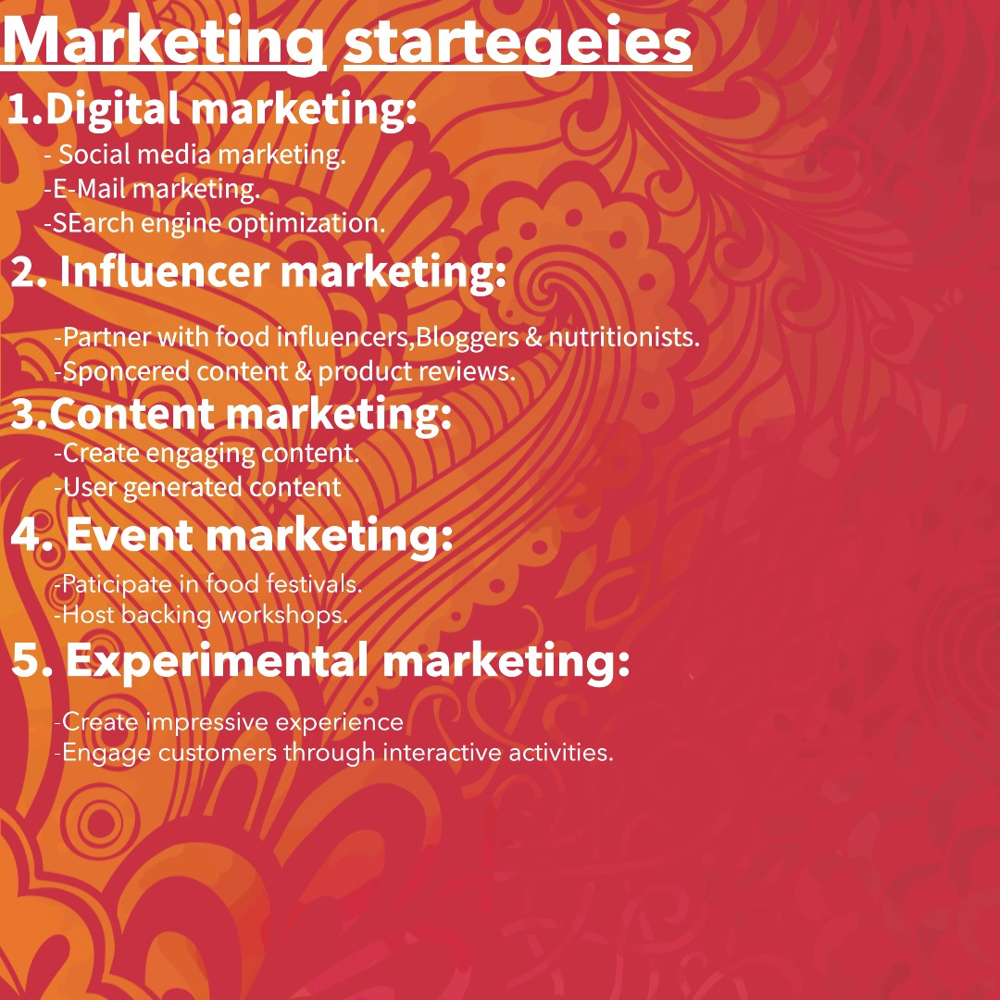 Marketing startegeies
1.Digital marketing:
- Social media marketing.
-E-Mail marketing.
-SEarch engine optimization.
2. Influencer marketing:
-Partner with food influencers,Bloggers & nutritionists.
-Sponcered content & product reviews.
3.Content marketing:
-Create engaging content.
-User generated content
4. Event marketing:
-Paticipate in food festivals.
-Host backing workshops.
5. Experimental marketing:
-Create impressive experience
-Engage customers through interactive activities.